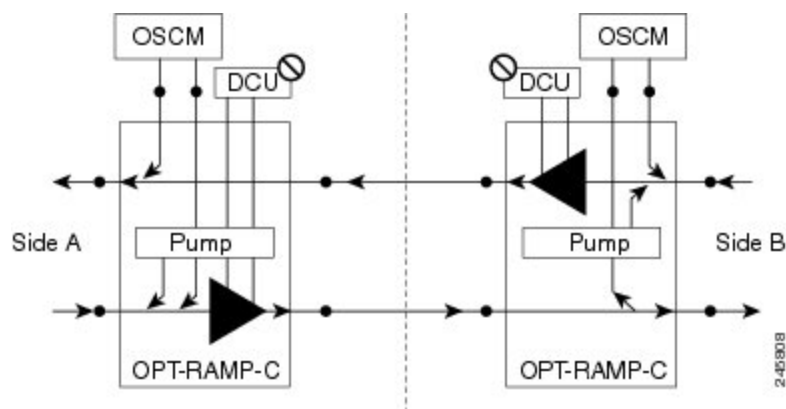 OSCM
OSCM
DCU
DCU
Side A
Pump
Pump
Side B
OPT-RAMP-C
OPT-RAMP-C
245808